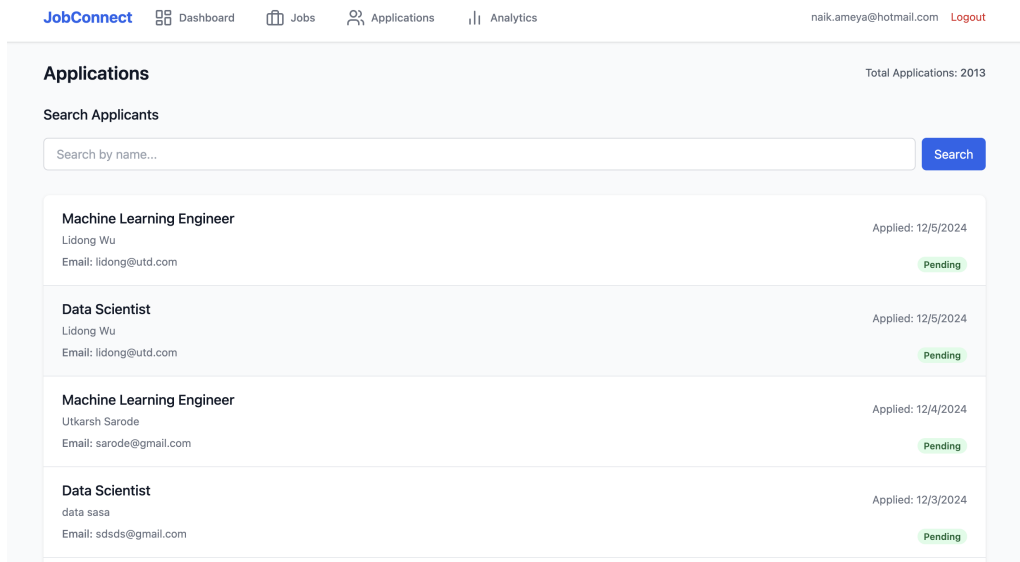 JobConnect Dashboard Jobs Applications Analytics naik.ameya@hotmail.com Logout
Applications Total Applications: 2013
Search Applicants
Search by name... Search
Machine Learning Engineer
Applied: 12/5/2024
Lidong Wu
Email: lidong@utd.com
Pending
Data Scientist
Applied: 12/5/2024
Lidong Wu
Email: lidong@utd.com
Pending
Machine Learning Engineer
Applied: 12/4/2024
Utkarsh Sarode
Email: sarode@gmail.com
Pending
Data Scientist
Applied: 12/3/2024
data sasa
Email: sdsds@gmail.com
Pending